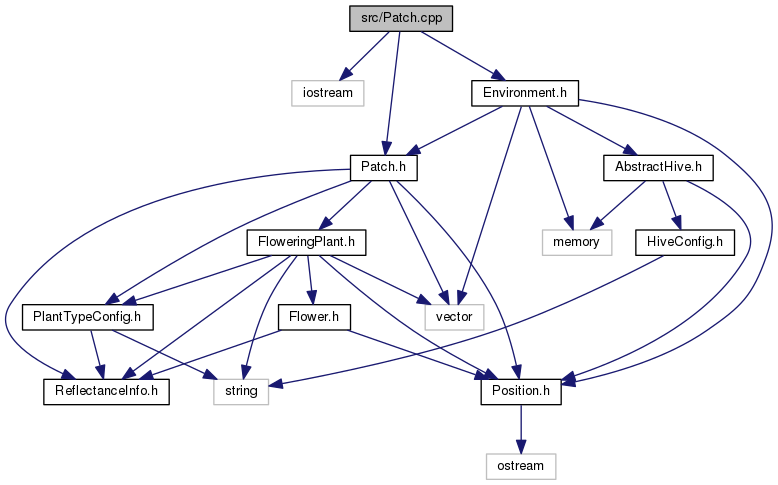 src/Patch.cpp
iostream
Environment.h
Patch.h
AbstractHive.h
FloweringPlant.h
memory
HiveConfig.h
PlantTypeConfig.h
Flower.h
vector
ReflectanceInfo.h
string
Position.h
ostream